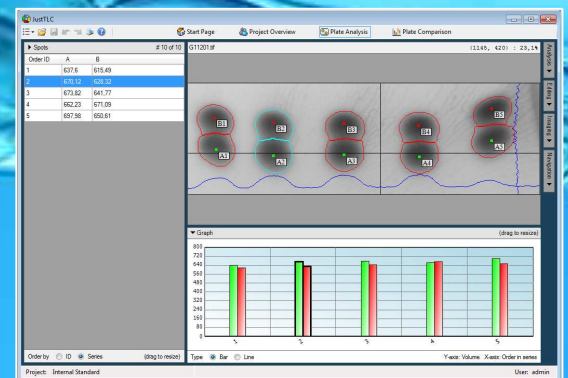 JustTLC
Start Page Project Overview Plate Analysis Plate Comparison
Spots # 10 of 10
Order ID A B
1 637,6 615,49
2 670,12 628,32
3 673,82 641,77
4 662,23 671,09
5 697,98 650,61
G11201.tif (1145, 420) : 23,1%
B1 B2 B3 B4 B5
A1 A2 A3 A4 A5
Analysis
Editing
Imaging
Navigation
Graph (drag to resize)
800
720
640
560
480
400
320
240
160
80
0
1 2 3 4 5
Order by ID Series (drag to resize)
Type Bar Line Y-axis: Volume X-axis: Order in series
Project: Internal Standard User: admin